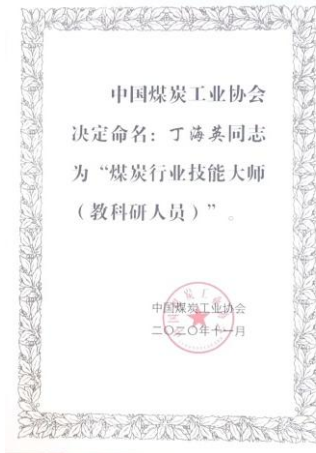 中国煤炭工业协会
决定命名：丁海英同志
为“煤炭行业技能大师
（教科研人员）”。
中国煤炭工业协会
二〇二〇年十一月